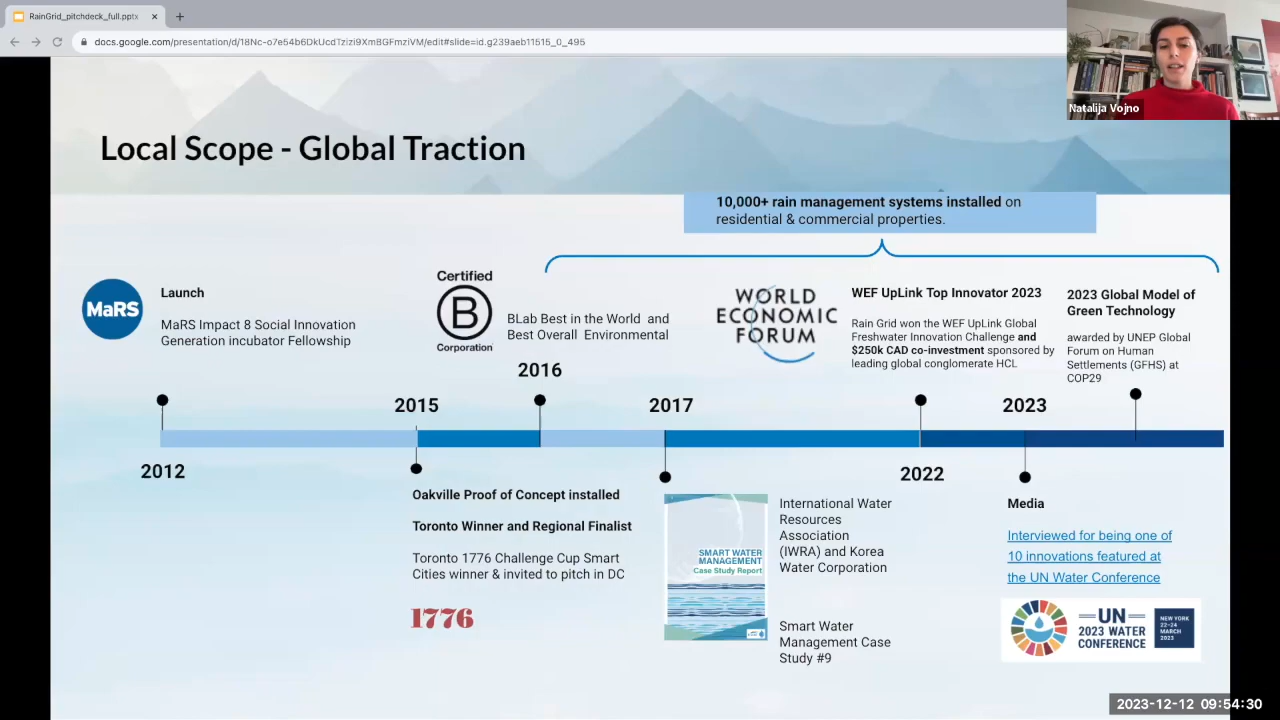 RainGrid_pitchdeck_full.pptx
docs.google.com/presentation/d/18Nc-o7e54b6DkUcdTzizi9XmBGFmziVM/edit#slide=id.g239aeb11515_0_495
Natalija Vojno
Local Scope - Global Traction
10,000+ rain management systems installed on
residential & commercial properties.
MaRS
Launch
MaRS Impact 8 Social Innovation
Generation incubator Fellowship
Certified
B
Corporation
BLab Best in the World and
Best Overall Environmental
WORLD
ECONOMIC
FORUM
WEF UpLink Top Innovator 2023
Rain Grid won the WEF UpLink Global
Freshwater Innovation Challenge and
$250k CAD co-investment sponsored by
leading global conglomerate HCL
2023 Global Model of
Green Technology
awarded by UNEP Global
Forum on Human
Settlements (GFHS) at
COP29
2016
2015
2017
2023
2012
2022
Oakville Proof of Concept installed
Toronto Winner and Regional Finalist
Toronto 1776 Challenge Cup Smart
Cities winner & invited to pitch in DC
1776
SMART WATER
MANAGEMENT
Case Study Report
International Water
Resources
Association
(IWRA) and Korea
Water Corporation
Smart Water
Management Case
Study #9
Media
Interviewed for being one of
10 innovations featured at
the UN Water Conference
UN
2023 WATER
CONFERENCE
NEW YORK
22–24
MARCH
2023
2023-12-12 09:54:30